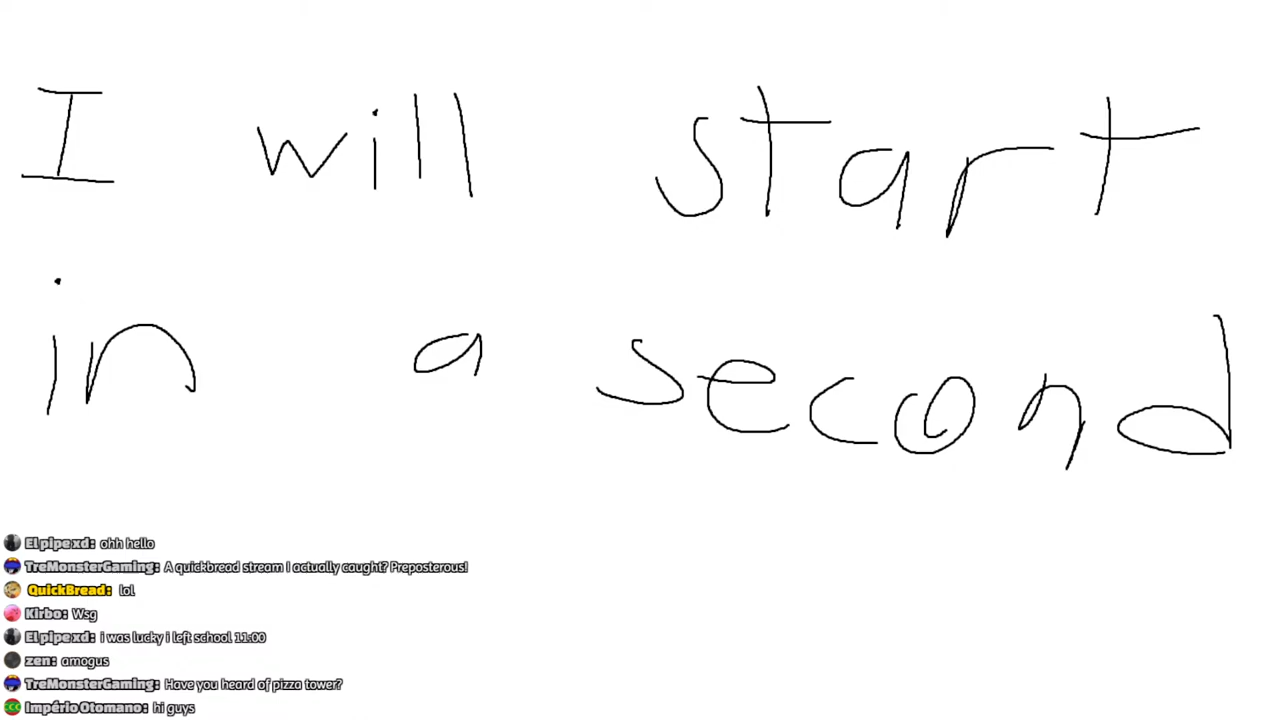 I will start
in a second
El pipe xd: ohh hello
TreMonsterGaming: A quickbread stream I actually caught? Preposterous!
QuickBread: lol
Kirbo: Wsg
El pipe xd: i was lucky i left school 11:00
zen: amogus
TreMonsterGaming: Have you heard of pizza tower?
Império Otomano: hi guys